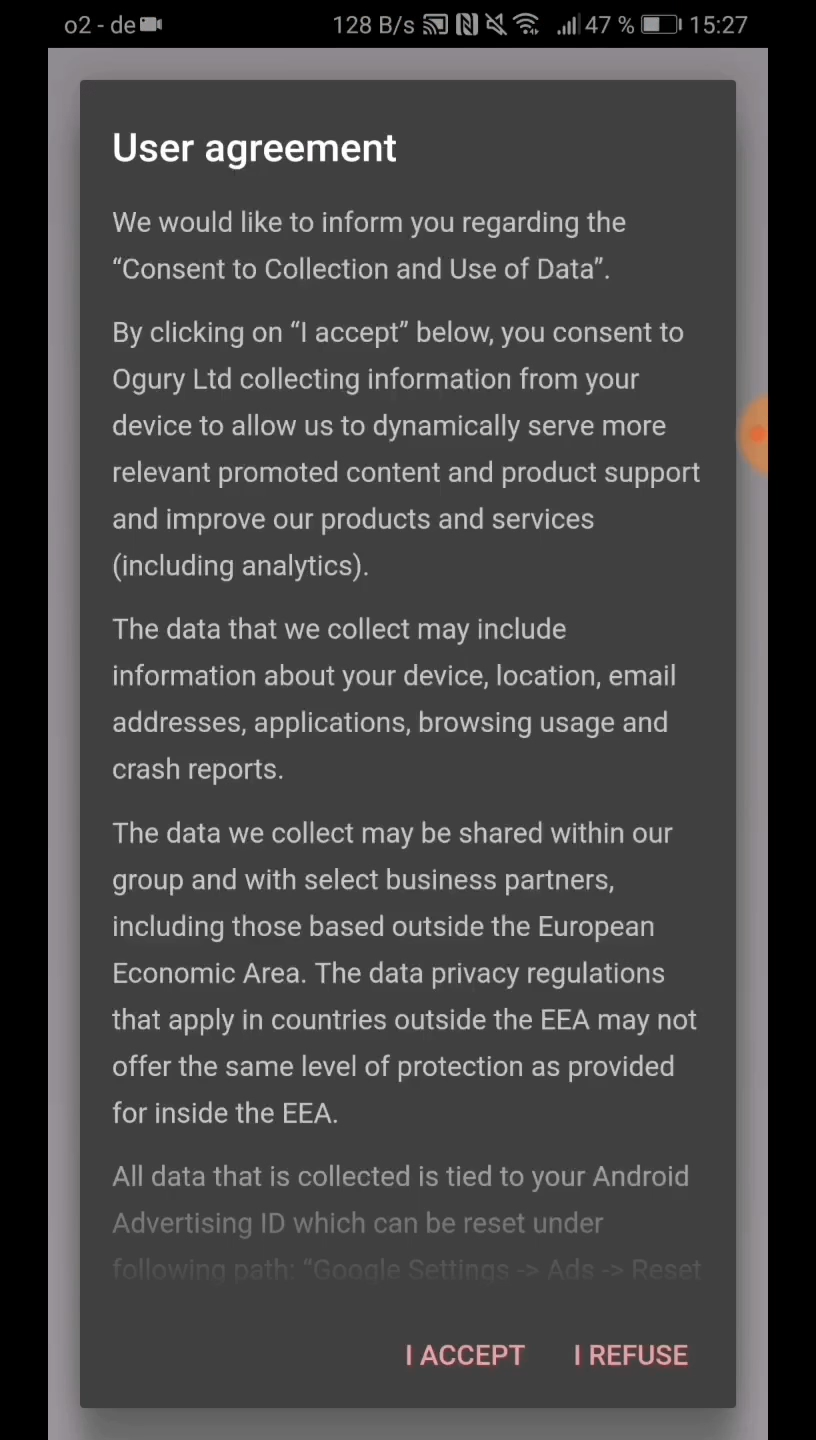 o2 - de 128 B/s 47 % 15:27
User agreement
We would like to inform you regarding the
“Consent to Collection and Use of Data”.
By clicking on “I accept” below, you consent to
Ogury Ltd collecting information from your
device to allow us to dynamically serve more
relevant promoted content and product support
and improve our products and services
(including analytics).
The data that we collect may include
information about your device, location, email
addresses, applications, browsing usage and
crash reports.
The data we collect may be shared within our
group and with select business partners,
including those based outside the European
Economic Area. The data privacy regulations
that apply in countries outside the EEA may not
offer the same level of protection as provided
for inside the EEA.
All data that is collected is tied to your Android
Advertising ID which can be reset under
following path: “Google Settings -> Ads -> Reset
I ACCEPT I REFUSE